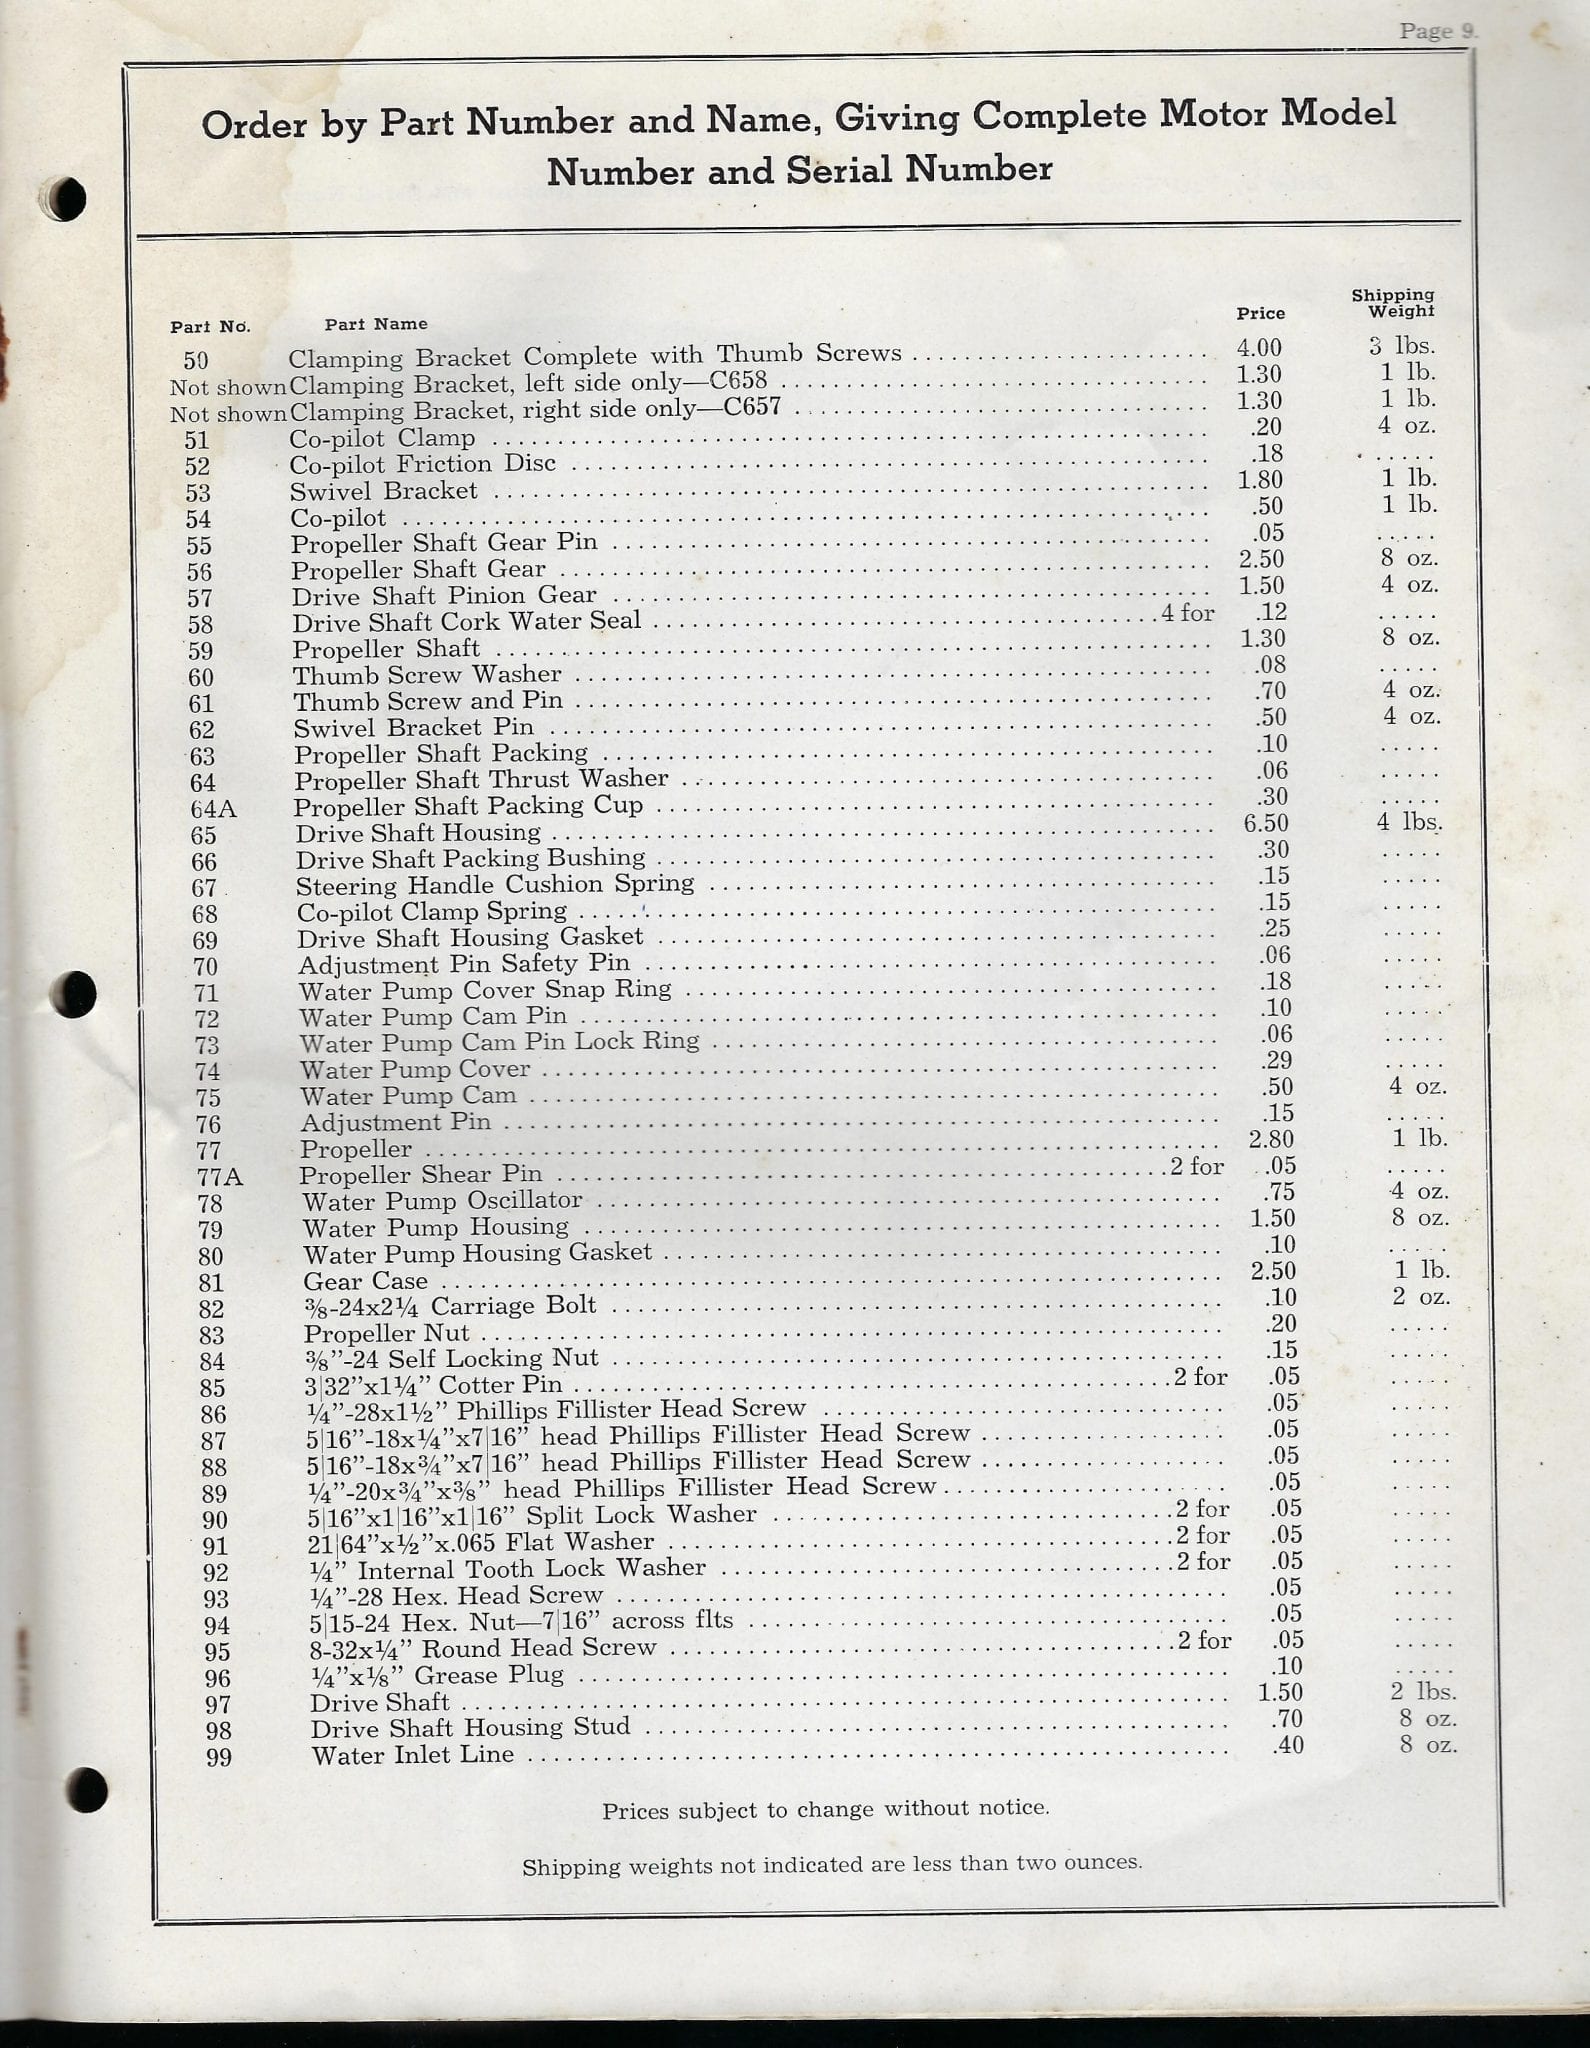 Page 9.
Order by Part Number and Name, Giving Complete Motor Model
Number and Serial Number
Part No. Part Name Price Shipping Weight
50 Clamping Bracket Complete with Thumb Screws 4.00 3 lbs.
Not shown Clamping Bracket, left side only—C658 1.30 1 lb.
Not shown Clamping Bracket, right side only—C657 1.30 1 lb.
51 Co-pilot Clamp .20 4 oz.
52 Co-pilot Friction Disc .18 .....
53 Swivel Bracket 1.80 1 lb.
54 Co-pilot .50 1 lb.
55 Propeller Shaft Gear Pin .05 .....
56 Propeller Shaft Gear 2.50 8 oz.
57 Drive Shaft Pinion Gear 1.50 4 oz.
58 Drive Shaft Cork Water Seal 4 for .12 .....
59 Propeller Shaft 1.30 8 oz.
60 Thumb Screw Washer .08 .....
61 Thumb Screw and Pin .70 4 oz.
62 Swivel Bracket Pin .50 4 oz.
63 Propeller Shaft Packing .10 .....
64 Propeller Shaft Thrust Washer .06 .....
64A Propeller Shaft Packing Cup .30 .....
65 Drive Shaft Housing 6.50 4 lbs.
66 Drive Shaft Packing Bushing .30 .....
67 Steering Handle Cushion Spring .15 .....
68 Co-pilot Clamp Spring .15 .....
69 Drive Shaft Housing Gasket .25 .....
70 Adjustment Pin Safety Pin .06 .....
71 Water Pump Cover Snap Ring .18 .....
72 Water Pump Cam Pin .10 .....
73 Water Pump Cam Pin Lock Ring .06 .....
74 Water Pump Cover .29 .....
75 Water Pump Cam .50 4 oz.
76 Adjustment Pin .15 .....
77 Propeller 2.80 1 lb.
77A Propeller Shear Pin 2 for .05 .....
78 Water Pump Oscillator .75 4 oz.
79 Water Pump Housing 1.50 8 oz.
80 Water Pump Housing Gasket .10 .....
81 Gear Case 2.50 1 lb.
82 ⅜-24x2¼ Carriage Bolt .10 2 oz.
83 Propeller Nut .20 .....
84 ⅜”-24 Self Locking Nut .15 .....
85 3|32”x1¼” Cotter Pin 2 for .05 .....
86 ¼”-28x1½” Phillips Fillister Head Screw .05 .....
87 5|16”-18x¼”x7|16” head Phillips Fillister Head Screw .05 .....
88 5|16”-18x¾”x7|16” head Phillips Fillister Head Screw .05 .....
89 ¼”-20x¾”x⅜” head Phillips Fillister Head Screw .05 .....
90 5|16”x1|16”x1|16” Split Lock Washer 2 for .05 .....
91 21|64”x½”x.065 Flat Washer 2 for .05 .....
92 ¼” Internal Tooth Lock Washer 2 for .05 .....
93 ¼”-28 Hex. Head Screw .05 .....
94 5|15-24 Hex. Nut—7|16” across flts .05 .....
95 8-32x¼” Round Head Screw 2 for .05 .....
96 ¼”x⅛” Grease Plug .10 .....
97 Drive Shaft 1.50 2 lbs.
98 Drive Shaft Housing Stud .70 8 oz.
99 Water Inlet Line .40 8 oz.
Prices subject to change without notice.
Shipping weights not indicated are less than two ounces.